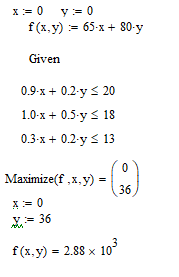 x := 0 y := 0
f(x,y) := 65·x + 80·y
Given
0.9·x + 0.2·y ≤ 20
1.0·x + 0.5·y ≤ 18
0.3·x + 0.2·y ≤ 13
Maximize(f,x,y) = (0
36)
x := 0
y := 36
f(x,y) = 2.88 × 10³